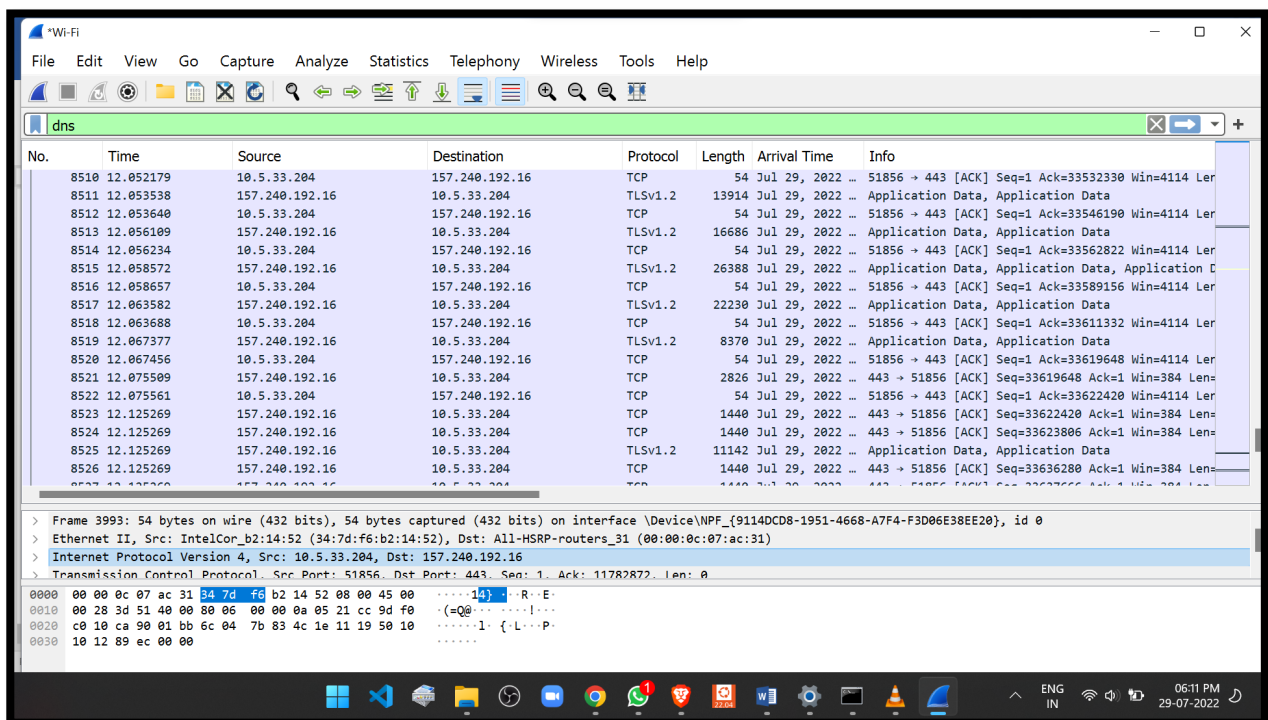 *Wi-Fi
File Edit View Go Capture Analyze Statistics Telephony Wireless Tools Help
dns
No. Time Source Destination Protocol Length Arrival Time Info
8510 12.052179 10.5.33.204 157.240.192.16 TCP 54 Jul 29, 2022 … 51856 → 443 [ACK] Seq=1 Ack=33532330 Win=4114 Ler
8511 12.053538 157.240.192.16 10.5.33.204 TLSv1.2 13914 Jul 29, 2022 … Application Data, Application Data
8512 12.053640 10.5.33.204 157.240.192.16 TCP 54 Jul 29, 2022 … 51856 → 443 [ACK] Seq=1 Ack=33546190 Win=4114 Ler
8513 12.056109 157.240.192.16 10.5.33.204 TLSv1.2 16686 Jul 29, 2022 … Application Data, Application Data
8514 12.056234 10.5.33.204 157.240.192.16 TCP 54 Jul 29, 2022 … 51856 → 443 [ACK] Seq=1 Ack=33562822 Win=4114 Ler
8515 12.058572 157.240.192.16 10.5.33.204 TLSv1.2 26388 Jul 29, 2022 … Application Data, Application Data, Application D
8516 12.058657 10.5.33.204 157.240.192.16 TCP 54 Jul 29, 2022 … 51856 → 443 [ACK] Seq=1 Ack=33589156 Win=4114 Ler
8517 12.063582 157.240.192.16 10.5.33.204 TLSv1.2 22230 Jul 29, 2022 … Application Data, Application Data
8518 12.063688 10.5.33.204 157.240.192.16 TCP 54 Jul 29, 2022 … 51856 → 443 [ACK] Seq=1 Ack=33611332 Win=4114 Ler
8519 12.067377 157.240.192.16 10.5.33.204 TLSv1.2 8370 Jul 29, 2022 … Application Data, Application Data
8520 12.067456 10.5.33.204 157.240.192.16 TCP 54 Jul 29, 2022 … 51856 → 443 [ACK] Seq=1 Ack=33619648 Win=4114 Ler
8521 12.075509 157.240.192.16 10.5.33.204 TCP 2826 Jul 29, 2022 … 443 → 51856 [ACK] Seq=33619648 Ack=1 Win=384 Len=
8522 12.075561 10.5.33.204 157.240.192.16 TCP 54 Jul 29, 2022 … 51856 → 443 [ACK] Seq=1 Ack=33622420 Win=4114 Ler
8523 12.125269 157.240.192.16 10.5.33.204 TCP 1440 Jul 29, 2022 … 443 → 51856 [ACK] Seq=33622420 Ack=1 Win=384 Len=
8524 12.125269 157.240.192.16 10.5.33.204 TCP 1440 Jul 29, 2022 … 443 → 51856 [ACK] Seq=33623806 Ack=1 Win=384 Len=
8525 12.125269 157.240.192.16 10.5.33.204 TLSv1.2 11142 Jul 29, 2022 … Application Data, Application Data
8526 12.125269 157.240.192.16 10.5.33.204 TCP 1440 Jul 29, 2022 … 443 → 51856 [ACK] Seq=33636280 Ack=1 Win=384 Len=
> Frame 3993: 54 bytes on wire (432 bits), 54 bytes captured (432 bits) on interface \Device\NPF_{9114DCD8-1951-4668-A7F4-F3D06E38EE20}, id 0
> Ethernet II, Src: IntelCor_b2:14:52 (34:7d:f6:b2:14:52), Dst: All-HSRP-routers_31 (00:00:0c:07:ac:31)
> Internet Protocol Version 4, Src: 10.5.33.204, Dst: 157.240.192.16
> Transmission Control Protocol, Src Port: 51856, Dst Port: 443, Seq: 1, Ack: 11782872, Len: 0
0000 00 00 0c 07 ac 31 34 7d f6 b2 14 52 08 00 45 00 ·····14} ···R··E·
0010 00 28 3d 51 40 00 80 06 00 00 0a 05 21 cc 9d f0 ·(=Q@··· ····!···
0020 c0 10 ca 90 01 bb 6c 04 7b 83 4c 1e 11 19 50 10 ······l· {·L···P·
0030 10 12 89 ec 00 00 ······
1
22.04
ENG
IN
06:11 PM
29-07-2022